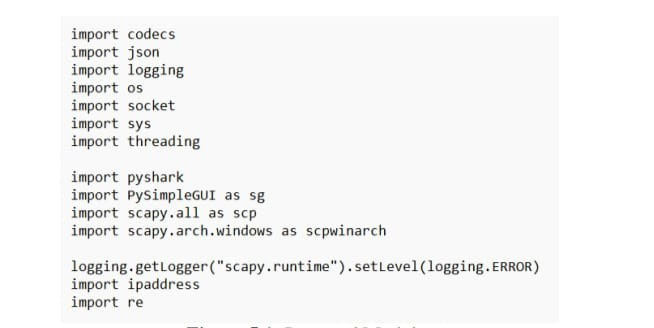 import codecs
import json
import logging
import os
import socket
import sys
import threading
import pyshark
import PySimpleGUI as sg
import scapy.all as scp
import scapy.arch.windows as scpwinarch
logging.getLogger("scapy.runtime").setLevel(logging.ERROR)
import ipaddress
import re